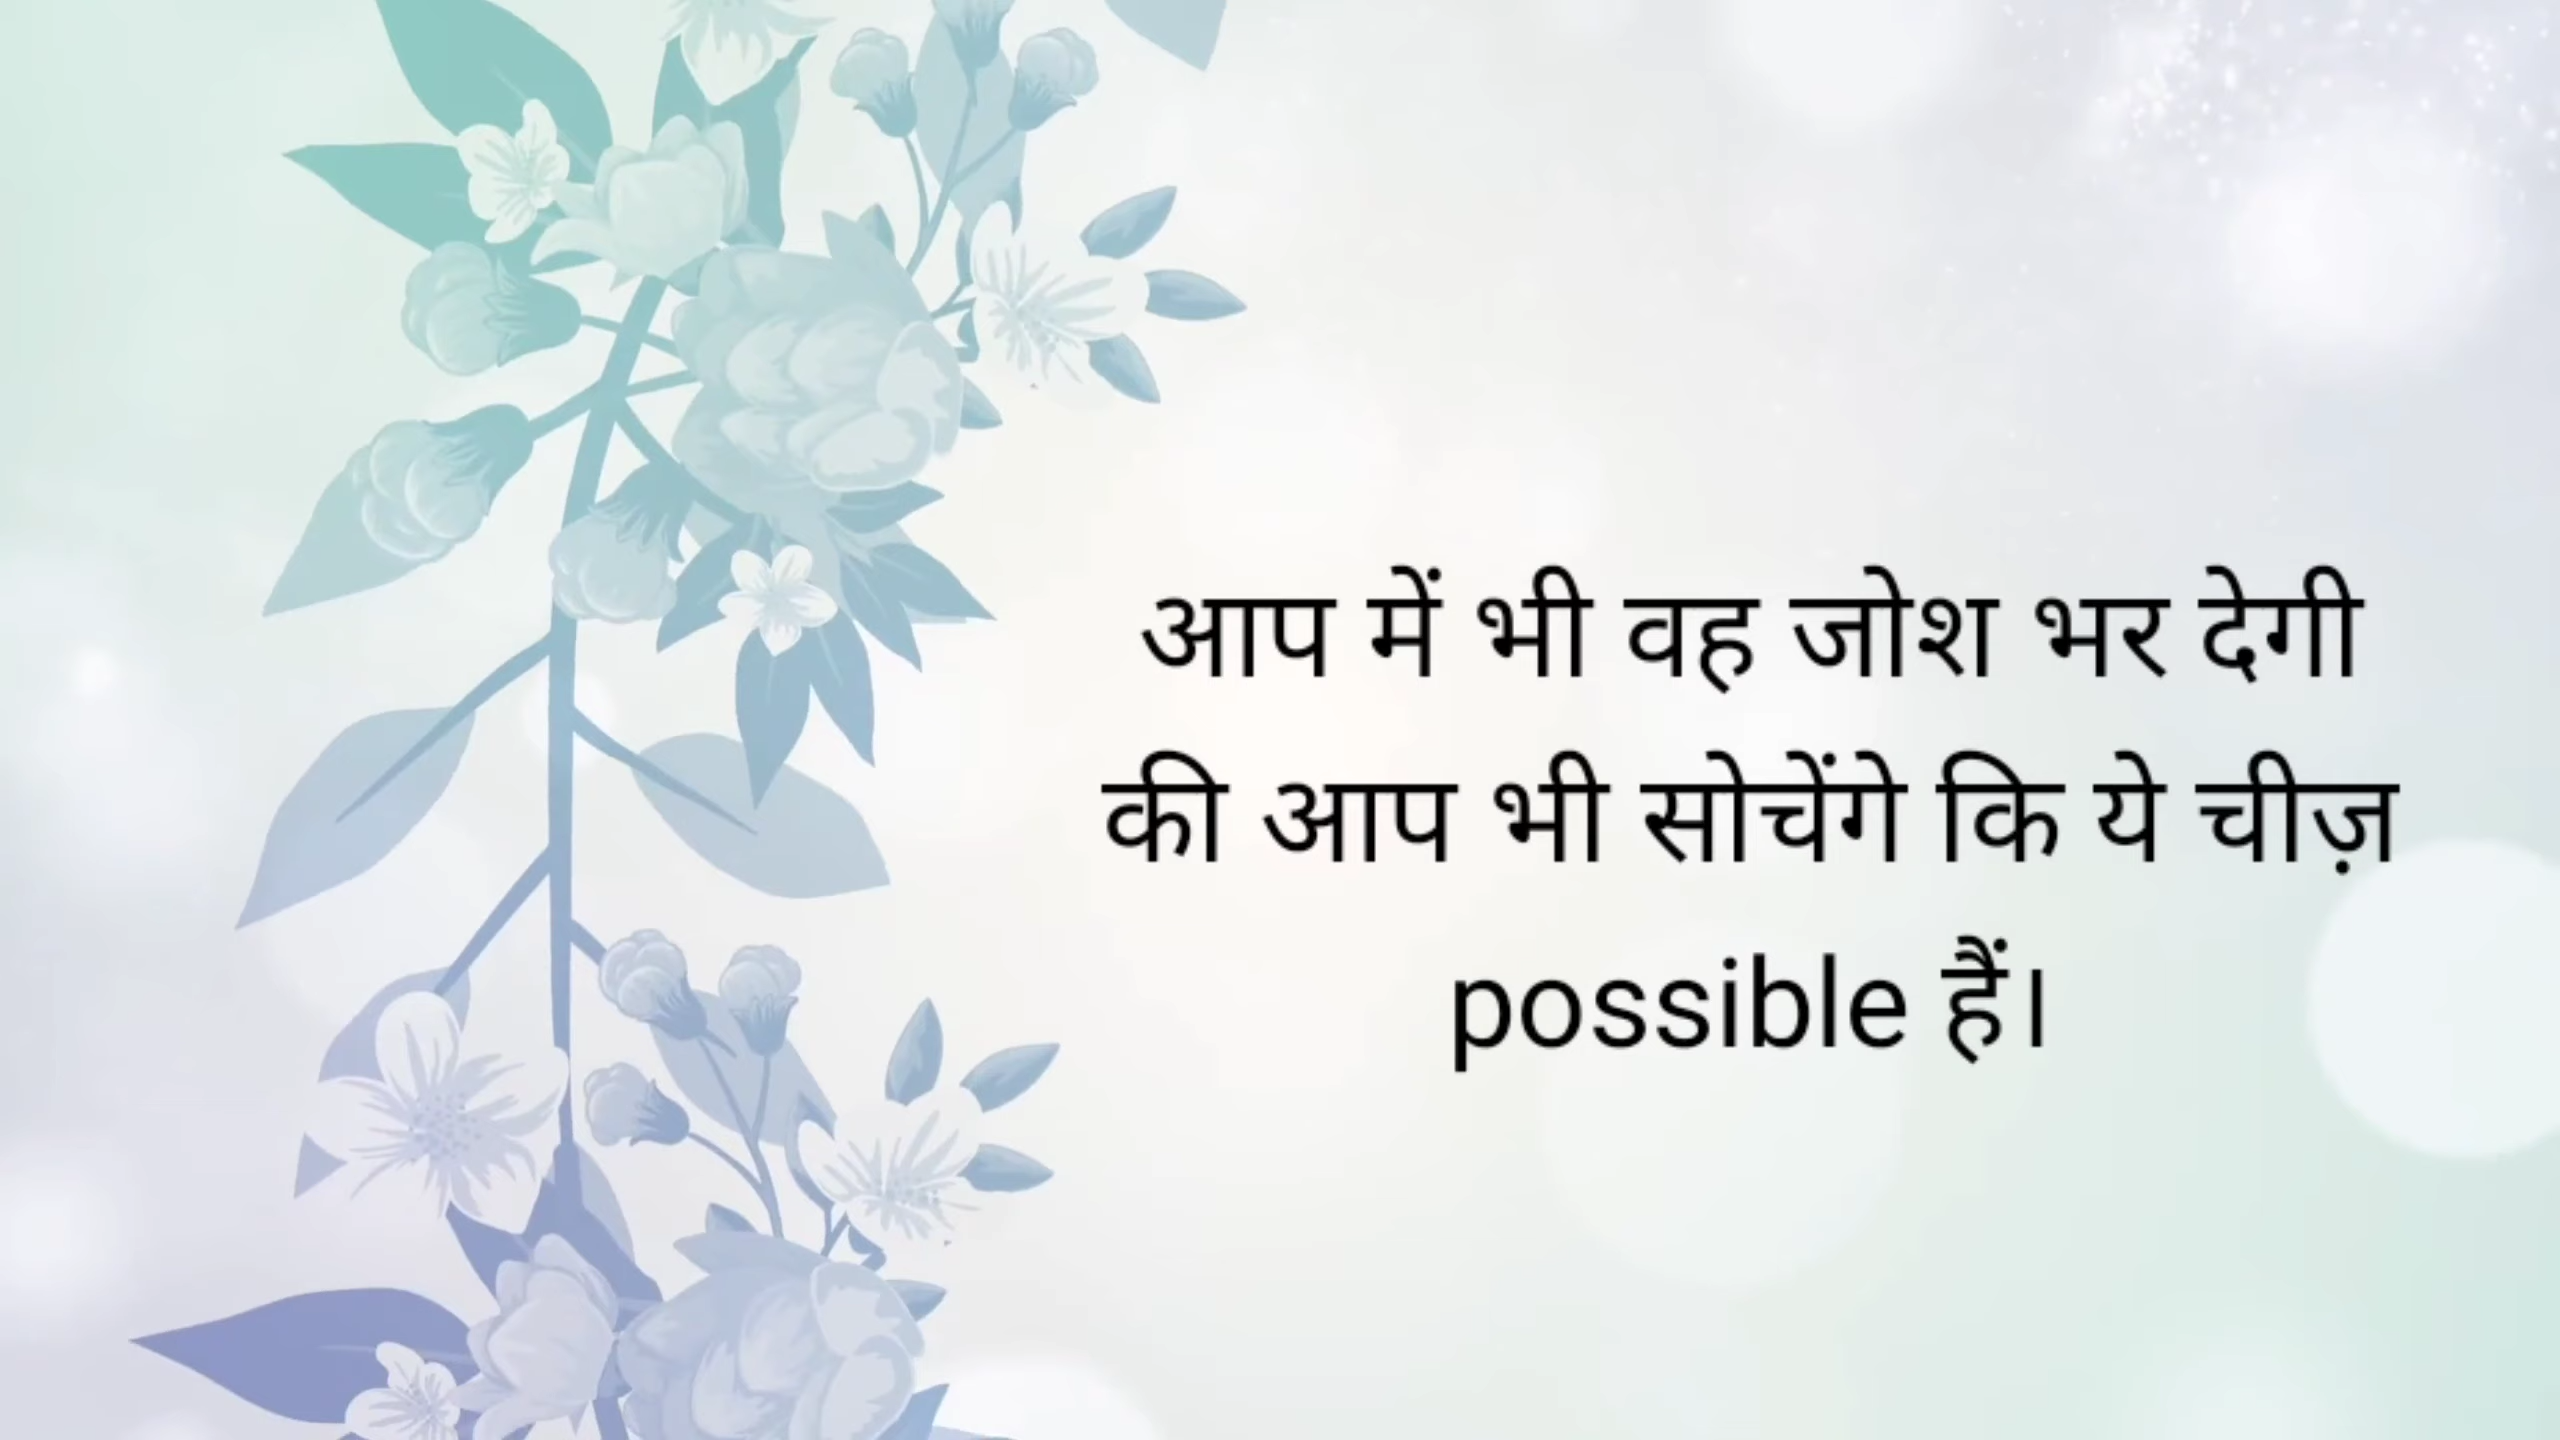 आप में भी वह जोश भर देगी
की आप भी सोचेंगे कि ये चीज़
possible हैं।